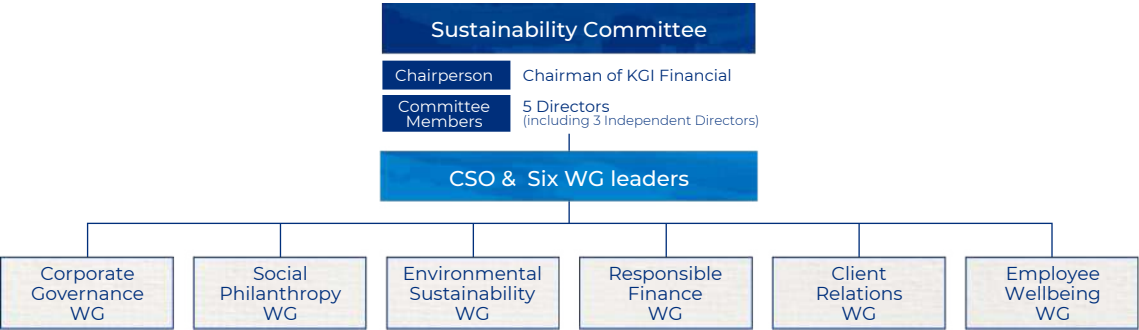 Sustainability Committee
Chairperson
Chairman of KGI Financial
Committee
Members
5 Directors
(including 3 Independent Directors)
CSO & Six WG leaders
Corporate
Governance
WG
Social
Philanthropy
WG
Environmental
Sustainability
WG
Responsible
Finance
WG
Client
Relations
WG
Employee
Wellbeing
WG